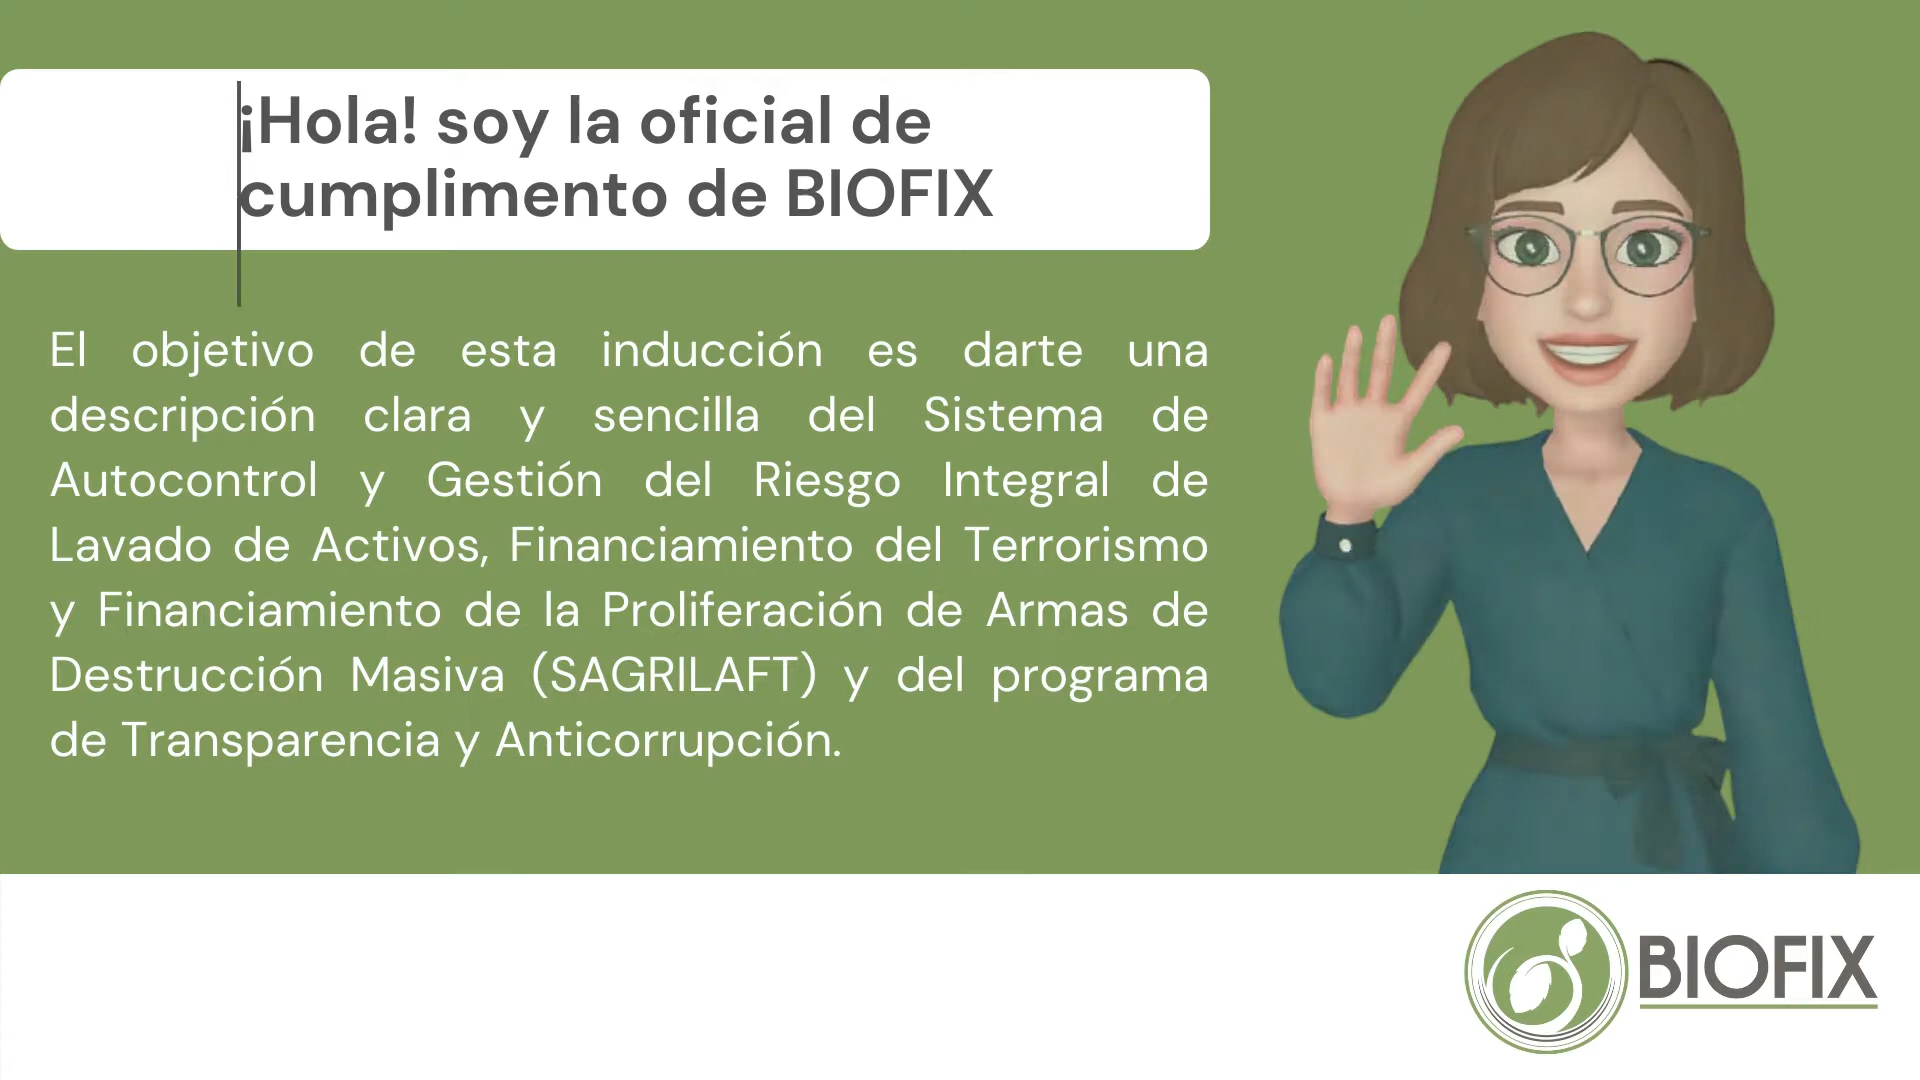 ¡Hola! soy la oficial de
cumplimento de BIOFIX
El objetivo de esta inducción es darte una
descripción clara y sencilla del Sistema de
Autocontrol y Gestión del Riesgo Integral de
Lavado de Activos, Financiamiento del Terrorismo
y Financiamiento de la Proliferación de Armas de
Destrucción Masiva (SAGRILAFT) y del programa
de Transparencia y Anticorrupción.
BIOFIX